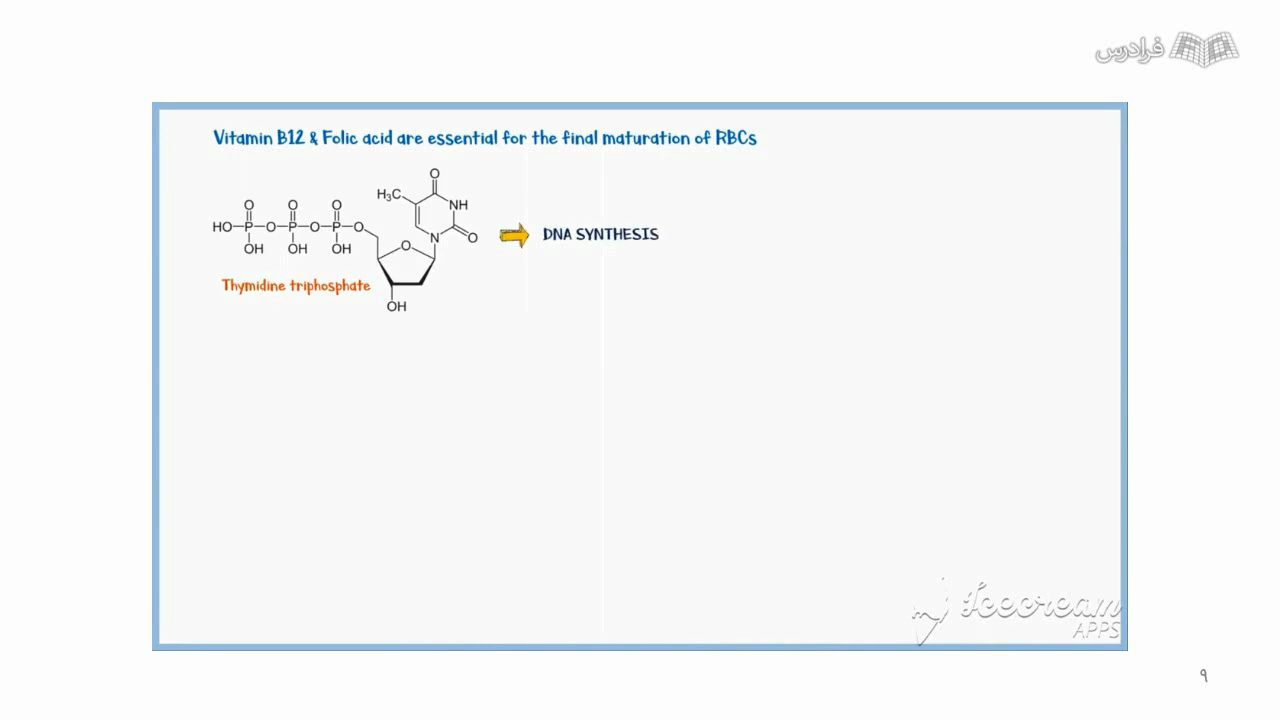 فرادرس
Vitamin B12 & Folic acid are essential for the final maturation of RBCs
O
H₃C
NH
O O O
HO P O P O P O O N O
OH OH OH
Thymidine triphosphate
OH
DNA SYNTHESIS
Icecream
APPS
۹